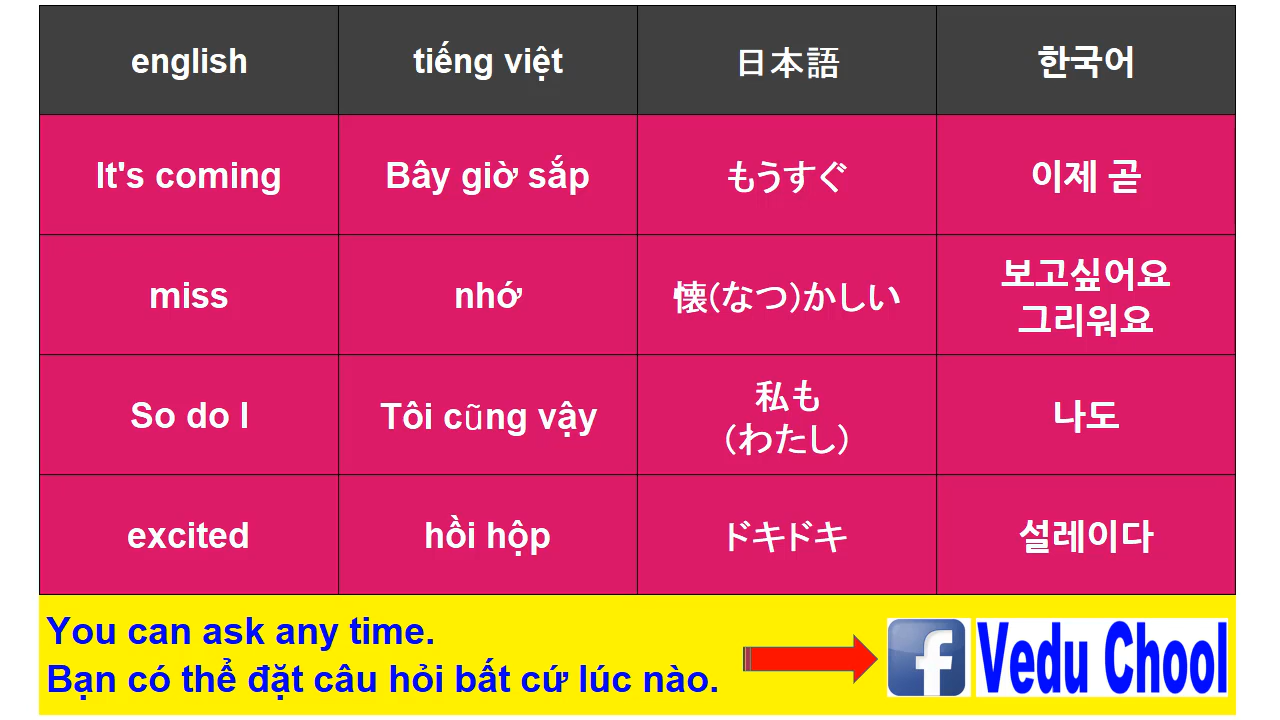 english tiếng việt 日本語 한국어
It's coming Bây giờ sắp もうすぐ 이제 곧
miss nhớ 懐(なつ)かしい 보고싶어요
그리워요
So do I Tôi cũng vậy 私も 나도
(わたし)
excited hồi hộp ドキドキ 설레이다
You can ask any time.
Bạn có thể đặt câu hỏi bất cứ lúc nào.
f Vedu Chool